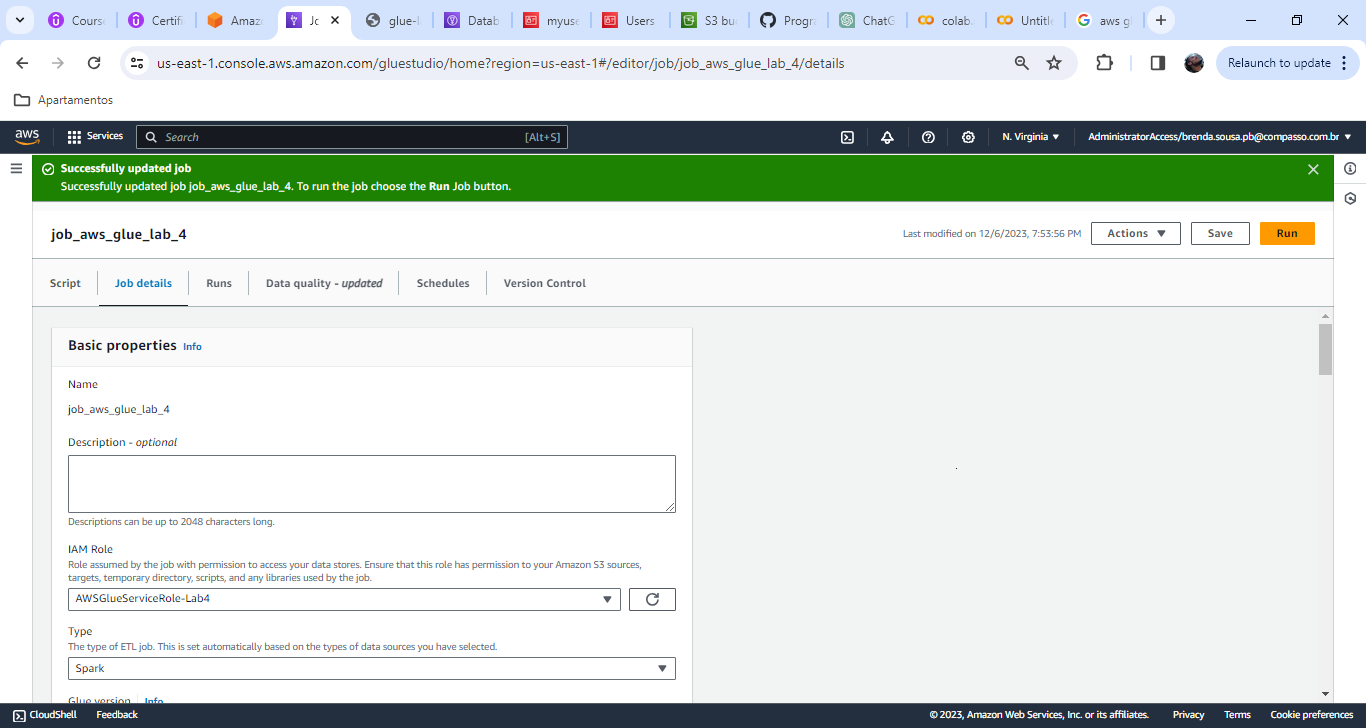 Course
Certific
Amazo
Jo
glue-l
Datab
myuse
Users
S3 bu
Progra
ChatG
colab.
Untitle
aws g
us-east-1.console.aws.amazon.com/gluestudio/home?region=us-east-1#/editor/job/job_aws_glue_lab_4/details
Relaunch to update
Apartamentos
aws Services Search [Alt+S] N. Virginia AdministratorAccess/brenda.sousa.pb@compasso.com.br
Successfully updated job
Successfully updated job job_aws_glue_lab_4. To run the job choose the Run Job button.
job_aws_glue_lab_4 Last modified on 12/6/2023, 7:53:56 PM Actions Save Run
Script Job details Runs Data quality - updated Schedules Version Control
Basic properties Info
Name
job_aws_glue_lab_4
Description - optional
Descriptions can be up to 2048 characters long.
IAM Role
Role assumed by the job with permission to access your data stores. Ensure that this role has permission to your Amazon S3 sources,
targets, temporary directory, scripts, and any libraries used by the job.
AWSGlueServiceRole-Lab4
Type
The type of ETL job. This is set automatically based on the types of data sources you have selected.
Spark
Glue version Info
CloudShell Feedback © 2023, Amazon Web Services, Inc. or its affiliates. Privacy Terms Cookie preferences